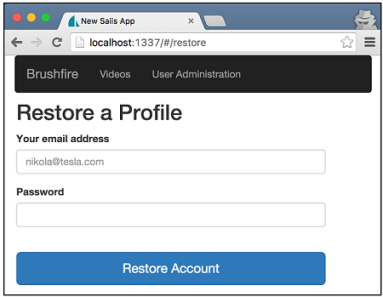 New Sails App
localhost:1337/#/restore
Brushfire Videos User Administration
Restore a Profile
Your email address
nikola@tesla.com
Password
Restore Account